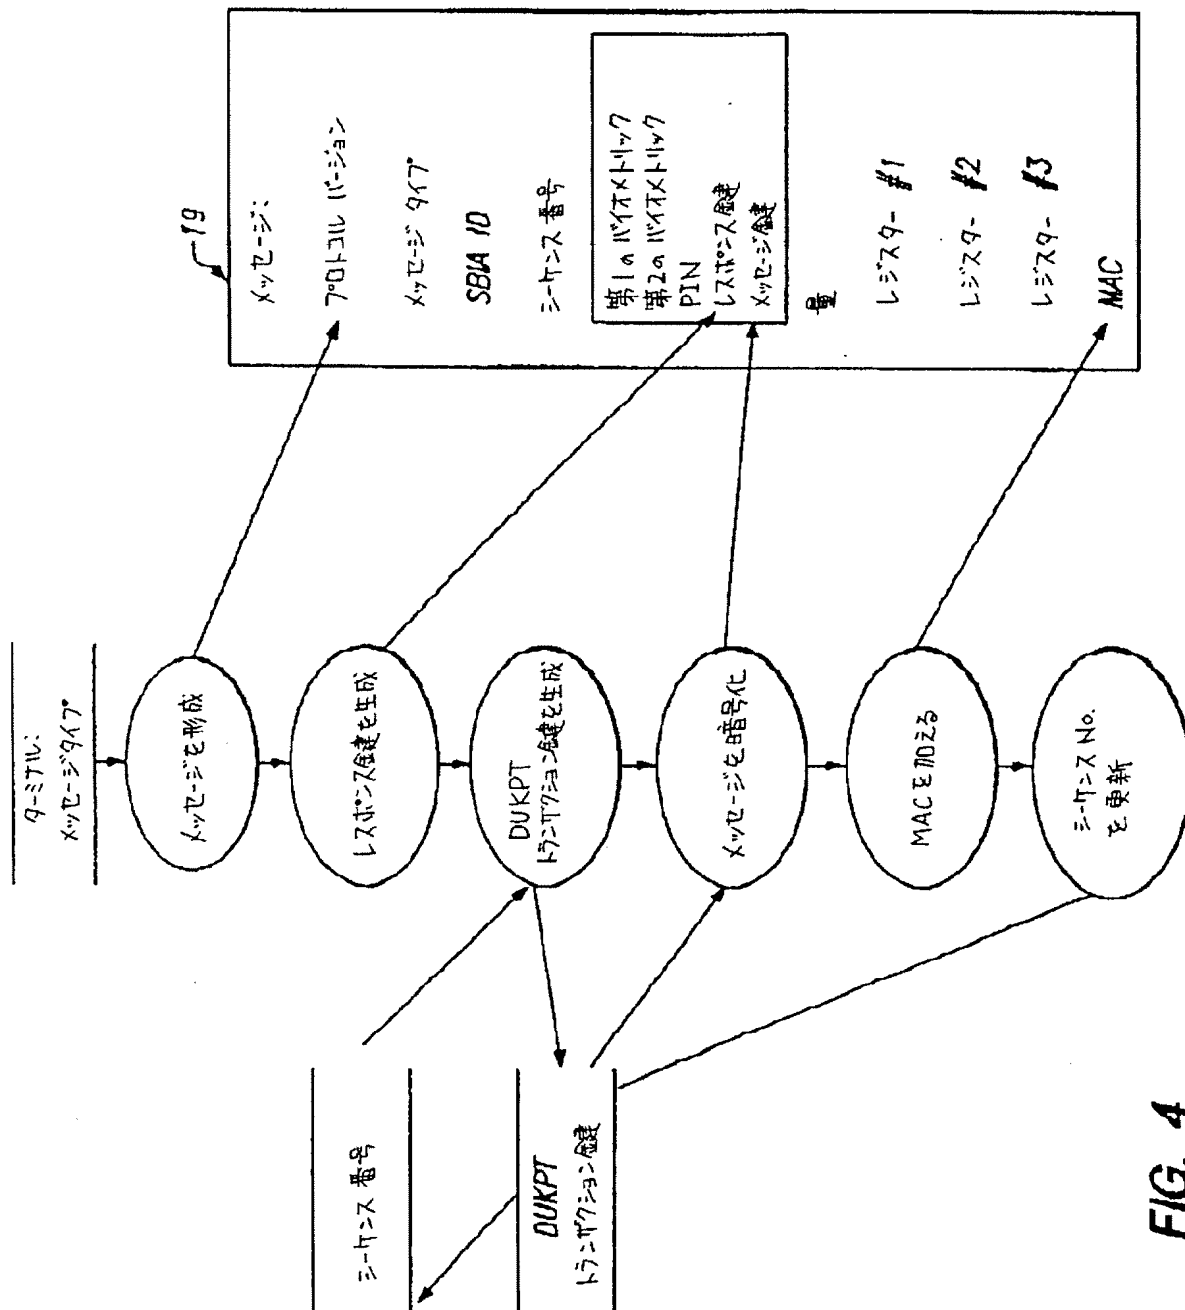 ターミナル:
メッセージタイプ
メッセージを形成
レスポンス鍵を生成
DUKPT
トランザクション鍵を生成
メッセージを暗号化
MACを加える
シーケンスNo.
を更新
シーケンス番号
DUKPT
トランザクション鍵
19
メッセージ:
プロトコル バージョン
メッセージ タイプ
SBIA ID
シーケンス番号
第1のバイオメトリック
第2のバイオメトリック
PIN
レスポンス鍵
メッセージ鍵
量
レジスター #1
レジスター #2
レジスター #3
MAC
FIG. 4